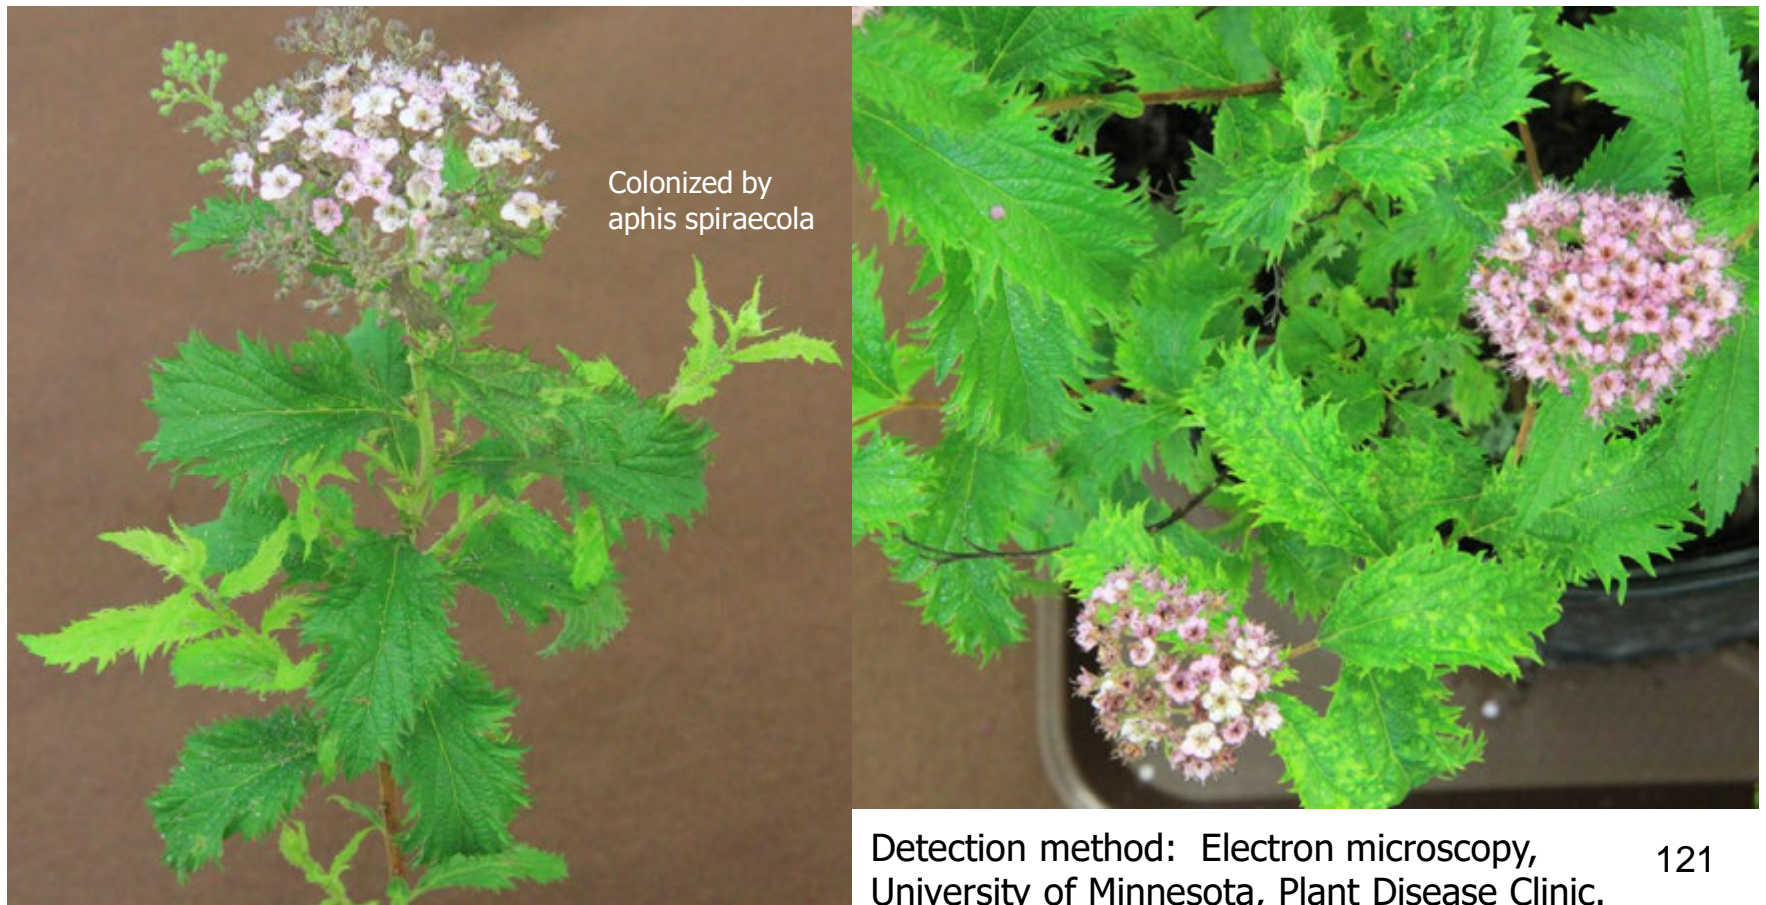 Colonized by
aphis spiraecola
Detection method:  Electron microscopy,
University of Minnesota, Plant Disease Clinic.
121